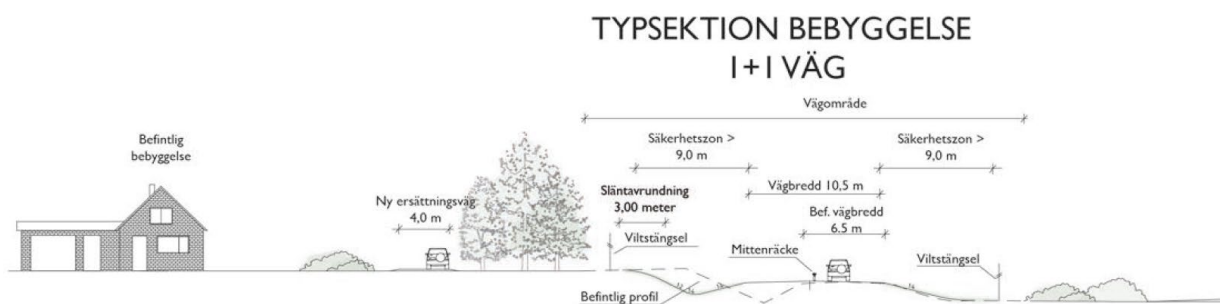 TYPSEKTION BEBYGGELSE
1+1 VÄG
Vägområde
Befintlig
bebyggelse
Säkerhetszon >
9,0 m
Säkerhetszon >
9,0 m
Släntavrundning
3,00 meter
Vägbredd 10,5 m
Ny ersättningsväg
4,0 m
Bef. vägbredd
6.5 m
Viltstängsel
Mittenräcke
Viltstängsel
Befintlig profil